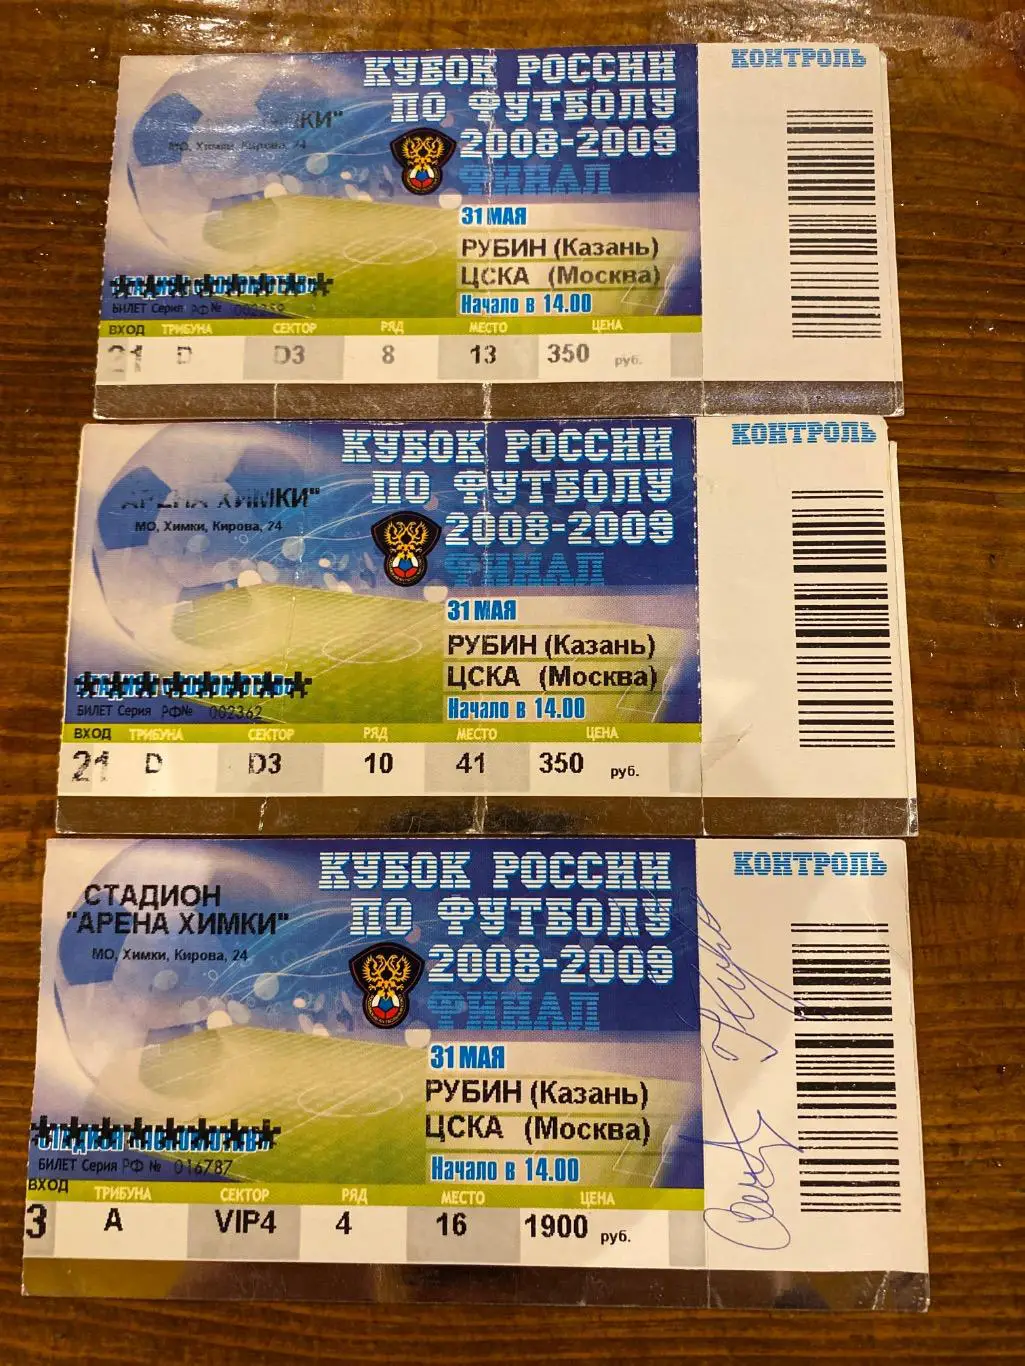 КУБОК РОССИИ
ПО ФУТБОЛУ
2008-2009
ФИНАЛ
КОНТРОЛЬ
МО, Химки, Кирова, 24
31 МАЯ
РУБИН (Казань)
ЦСКА (Москва)
Начало в 14.00
БИЛЕТ Серия РФ №
ВХОД ТРИБУНА СЕКТОР РЯД МЕСТО ЦЕНА
21 D D3 8 13 350 руб.
КУБОК РОССИИ
ПО ФУТБОЛУ
2008-2009
ФИНАЛ
КОНТРОЛЬ
АРЕНА ХИМКИ"
МО, Химки, Кирова, 24
31 МАЯ
РУБИН (Казань)
ЦСКА (Москва)
Начало в 14.00
БИЛЕТ Серия РФ № 002362
ВХОД ТРИБУНА СЕКТОР РЯД МЕСТО ЦЕНА
21 D D3 10 41 350 руб.
КУБОК РОССИИ
ПО ФУТБОЛУ
2008-2009
ФИНАЛ
КОНТРОЛЬ
СТАДИОН
"АРЕНА ХИМКИ"
МО, Химки, Кирова, 24
31 МАЯ
РУБИН (Казань)
ЦСКА (Москва)
Начало в 14.00
БИЛЕТ Серия РФ № 016787
ВХОД ТРИБУНА СЕКТОР РЯД МЕСТО ЦЕНА
3 A VIP4 4 16 1900 руб.